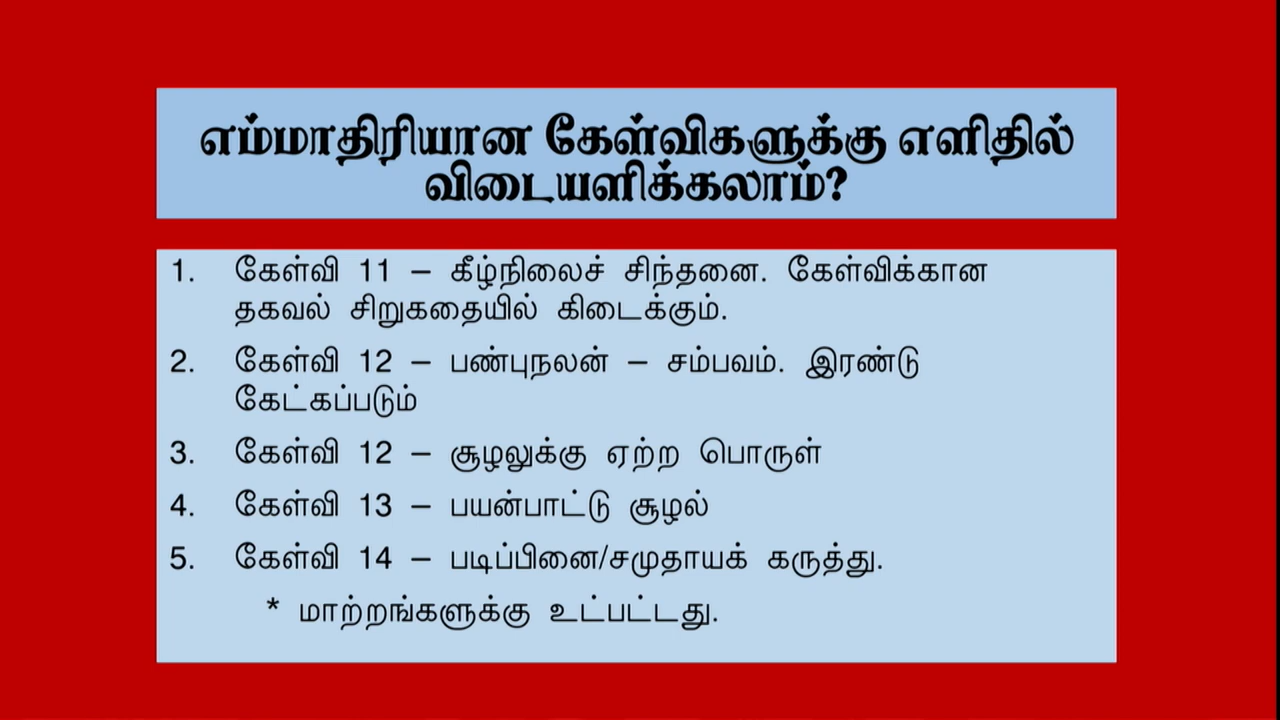 எம்மாதிரியான கேள்விகளுக்கு எளிதில்
விடையளிக்கலாம்?
1. கேள்வி 11 – கீழ்நிலைச் சிந்தனை. கேள்விக்கான
தகவல் சிறுகதையில் கிடைக்கும்.
2. கேள்வி 12 – பண்புநலன் – சம்பவம். இரண்டு
கேட்கப்படும்
3. கேள்வி 12 – சூழலுக்கு ஏற்ற பொருள்
4. கேள்வி 13 – பயன்பாட்டு சூழல்
5. கேள்வி 14 – படிப்பினை/சமுதாயக் கருத்து.
* மாற்றங்களுக்கு உட்பட்டது.